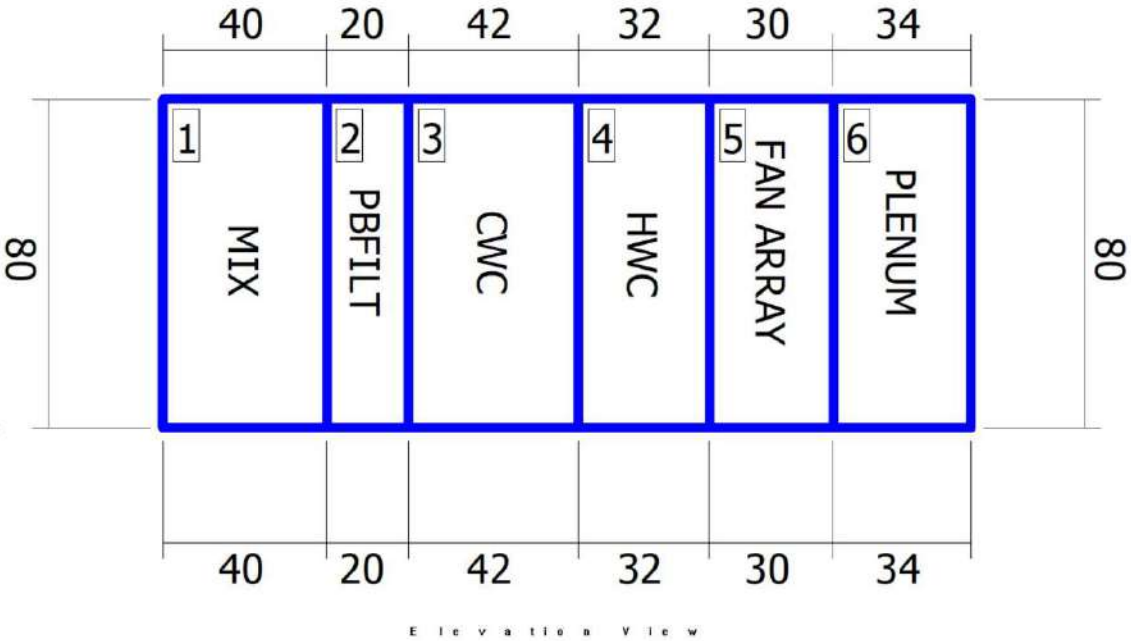 40 20 42 32 30 34
1 2 3 4 5 6
MIX
PBFILT
CWC
HWC
FAN ARRAY
PLENUM
80
80
40 20 42 32 30 34
Elevation View